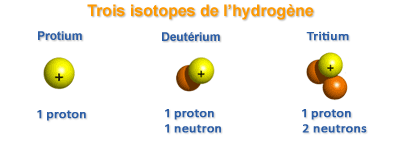 Trois isotopes de l'hydrogène
Protium
Deutérium
Tritium
+
+
+
1 proton
1 proton
1 neutron
1 proton
2 neutrons